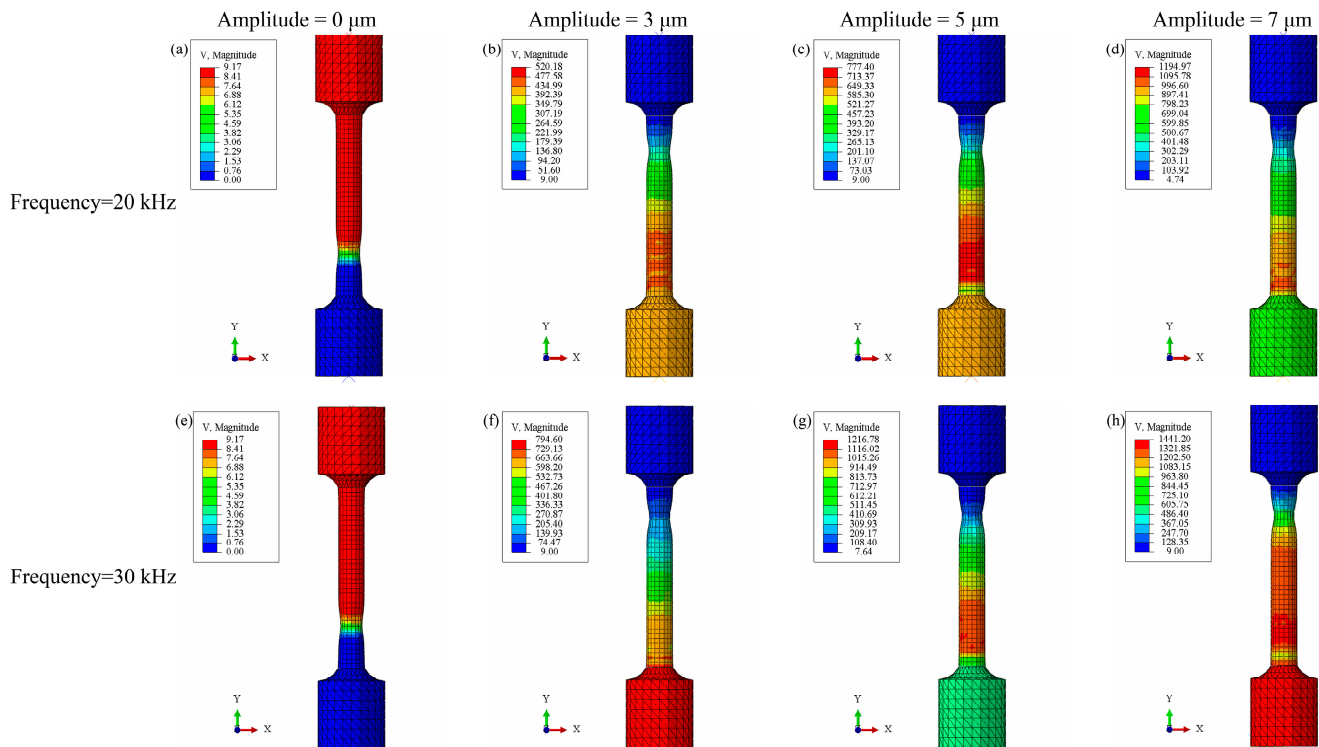 Amplitude = 0 μm
Amplitude = 3 μm
Amplitude = 5 μm
Amplitude = 7 μm
Frequency=20 kHz
(a)
V, Magnitude
9.17
8.41
7.64
6.88
6.12
5.35
4.59
3.82
3.06
2.29
1.53
0.76
0.00
Y
X
(b)
V, Magnitude
520.18
477.58
434.99
392.39
349.79
307.19
264.59
221.99
179.39
136.80
94.20
51.60
9.00
Y
X
(c)
V, Magnitude
777.40
713.37
649.33
585.30
521.27
457.23
393.20
329.17
265.13
201.10
137.07
73.03
9.00
Y
X
(d)
V, Magnitude
1194.97
1095.78
996.60
897.41
798.23
699.04
599.85
500.67
401.48
302.29
203.11
103.92
4.74
Y
X
Frequency=30 kHz
(e)
V, Magnitude
9.17
8.41
7.64
6.88
6.12
5.35
4.59
3.82
3.06
2.29
1.53
0.76
0.00
Y
X
(f)
V, Magnitude
794.60
729.13
663.66
598.20
532.73
467.26
401.80
336.33
270.87
205.40
139.93
74.47
9.00
Y
X
(g)
V, Magnitude
1216.78
1116.02
1015.26
914.49
813.73
712.97
612.21
511.45
410.69
309.93
209.17
108.40
7.64
Y
X
(h)
V, Magnitude
1441.20
1321.85
1202.50
1083.15
963.80
844.45
725.10
605.75
486.40
367.05
247.70
128.35
9.00
Y
X